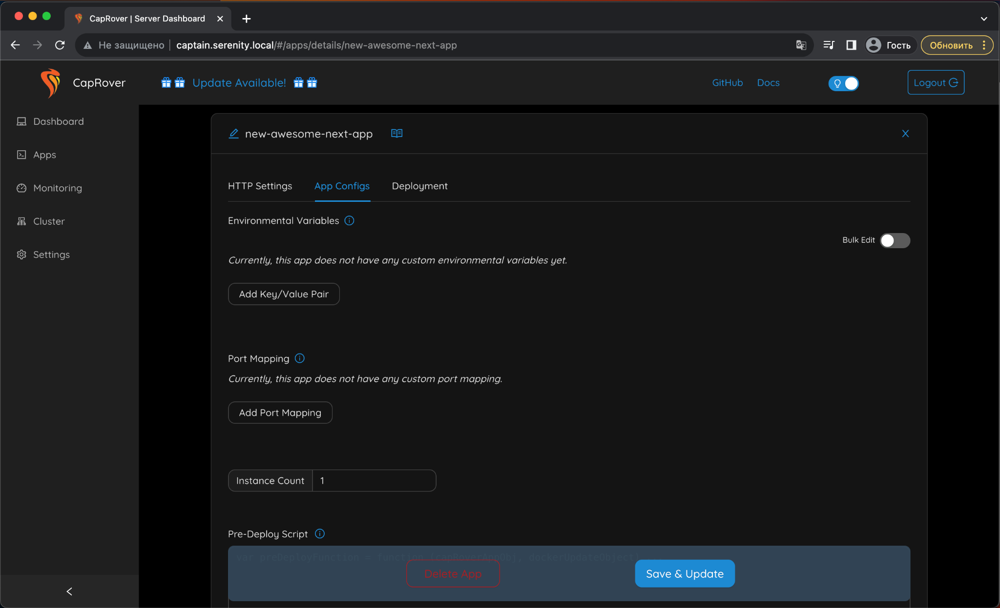 CapRover | Server Dashboard
Не защищено captain.serenity.local/#/apps/details/new-awesome-next-app Гость Обновить
CapRover Update Available! GitHub Docs Logout
Dashboard
Apps
Monitoring
Cluster
Settings
new-awesome-next-app
HTTP Settings App Configs Deployment
Environmental Variables
Bulk Edit
Currently, this app does not have any custom environmental variables yet.
Add Key/Value Pair
Port Mapping
Currently, this app does not have any custom port mapping.
Add Port Mapping
Instance Count 1
Pre-Deploy Script
var preDeployFunction = function (capRoverAppObj, dockerUpdateObject)
Delete App Save & Update